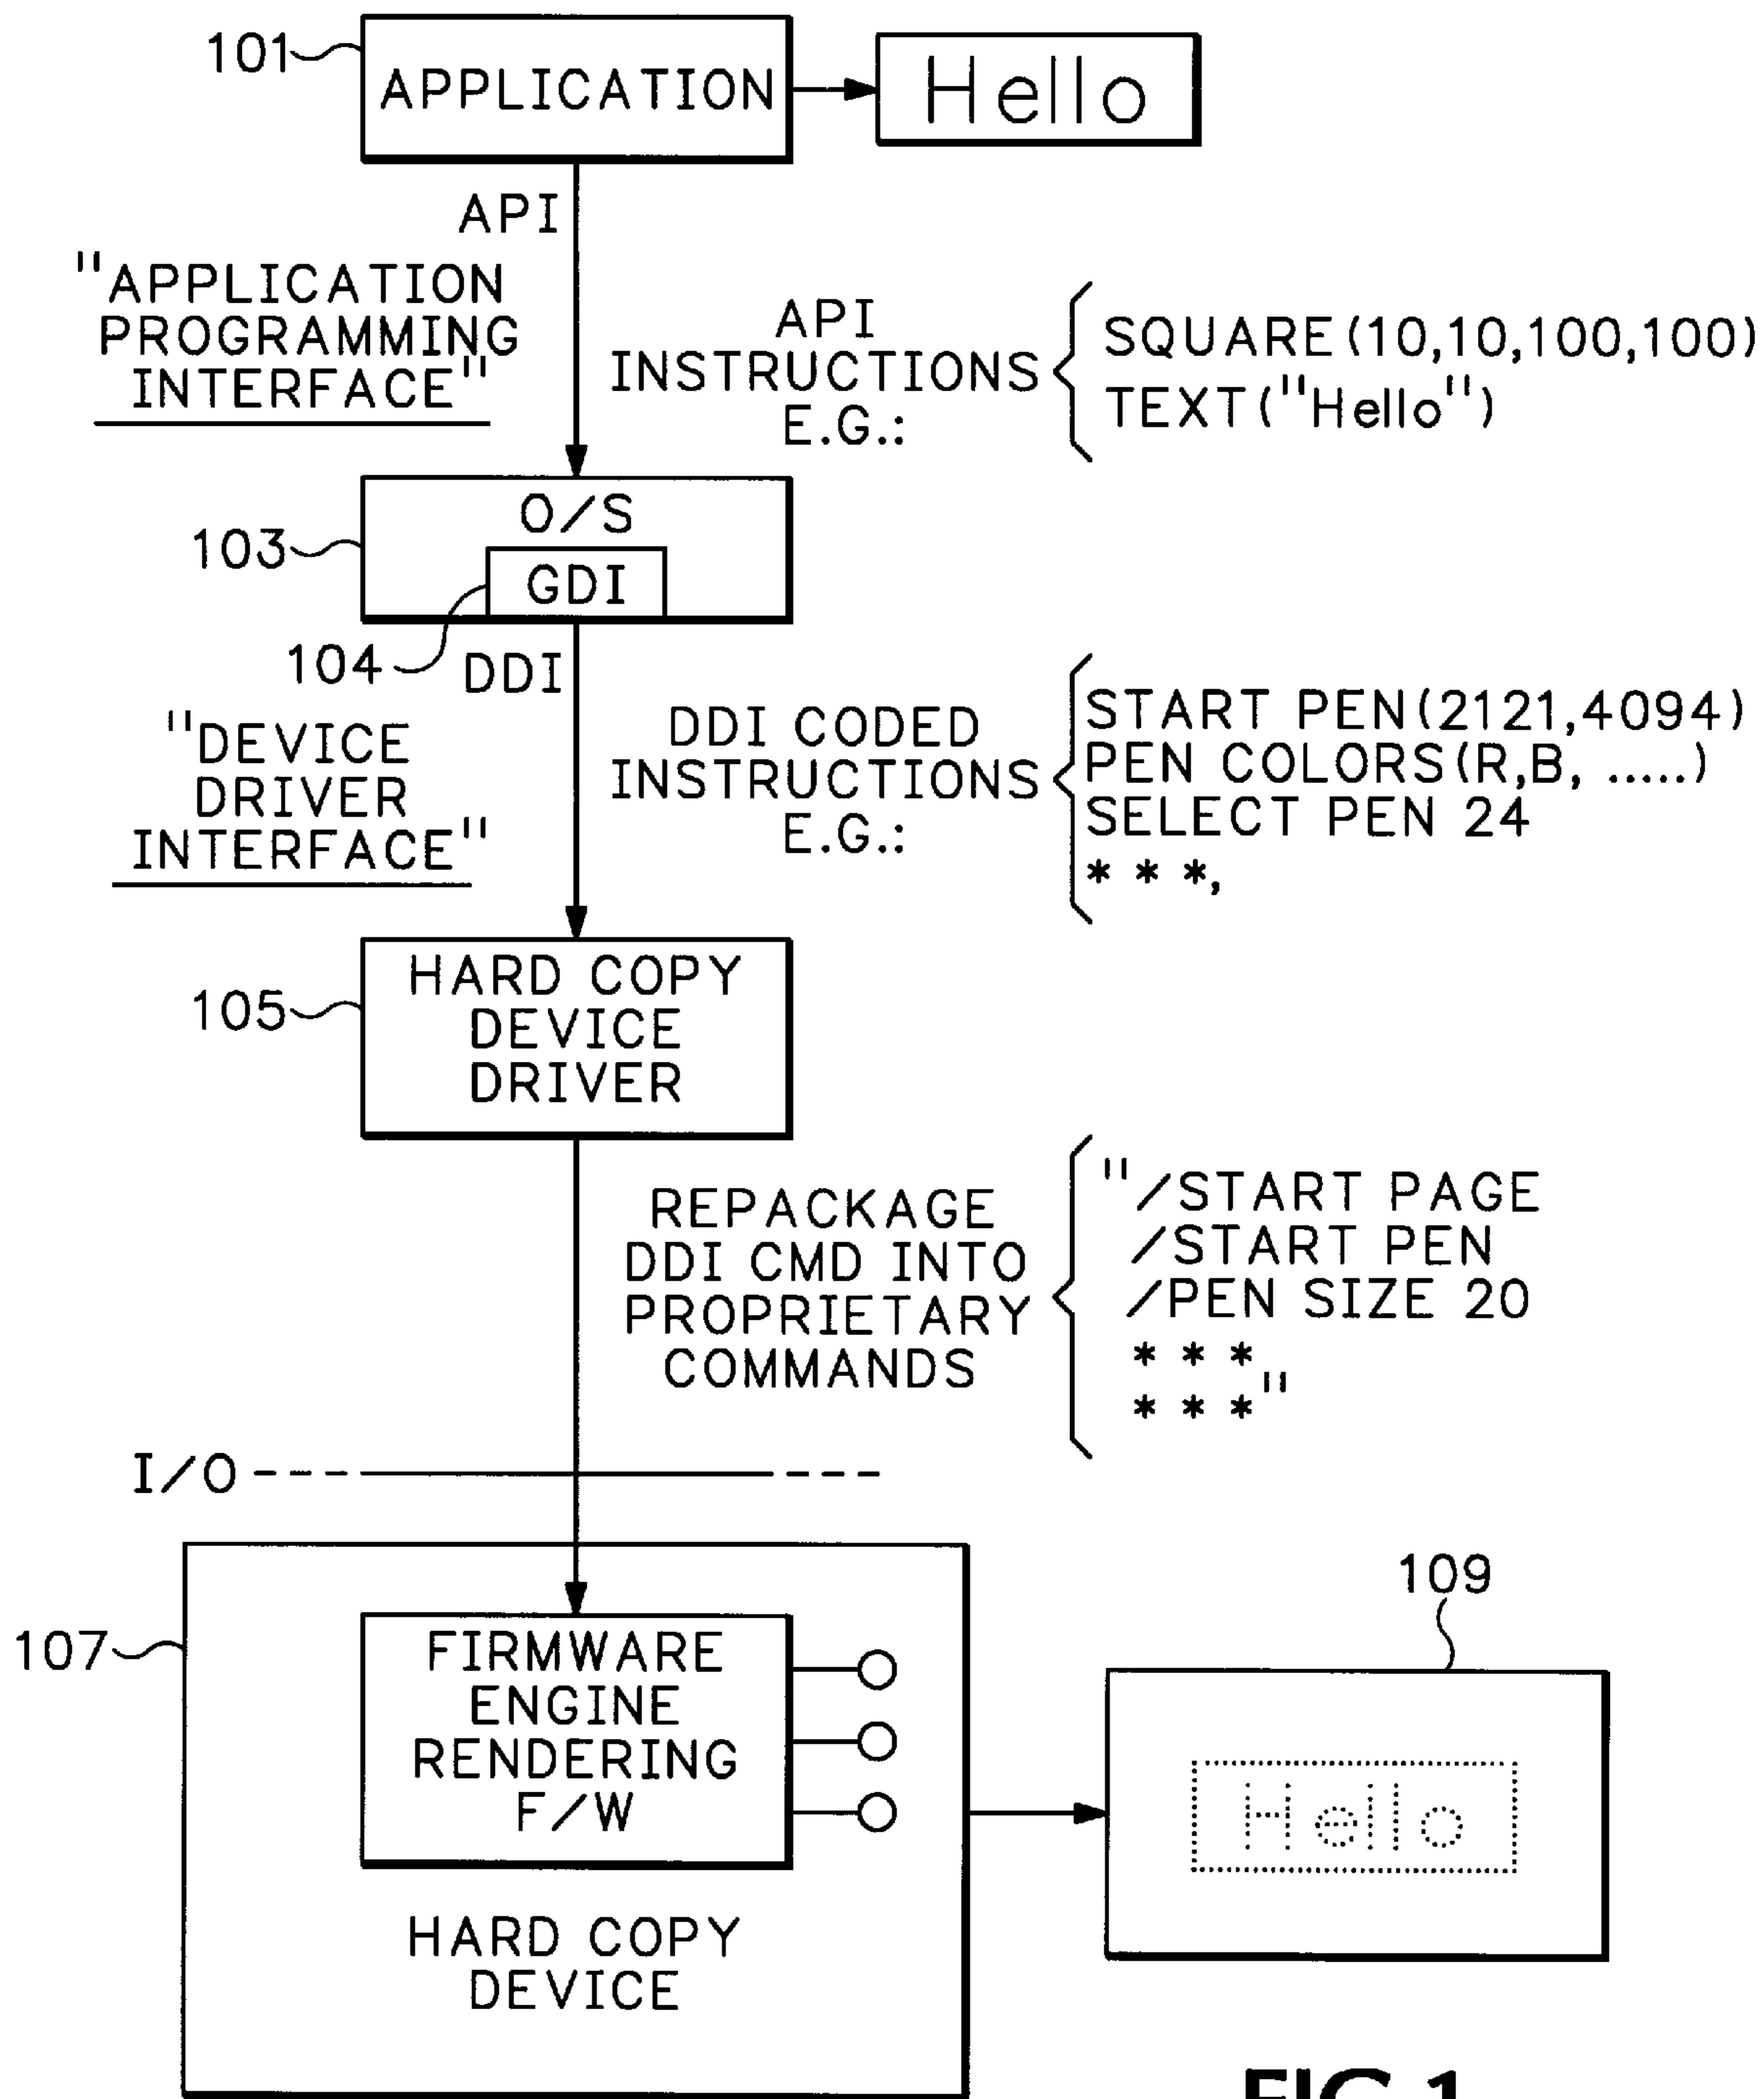 101
APPLICATION
Hello
API
"APPLICATION
PROGRAMMING
INTERFACE"
API
INSTRUCTIONS
E.G.:
SQUARE(10,10,100,100)
TEXT("Hello")
103
O/S
GDI
104
DDI
"DEVICE
DRIVER
INTERFACE"
DDI CODED
INSTRUCTIONS
E.G.:
START PEN(2121,4094)
PEN COLORS(R,B, .....)
SELECT PEN 24
* * *,
105
HARD COPY
DEVICE
DRIVER
REPACKAGE
DDI CMD INTO
PROPRIETARY
COMMANDS
"/START PAGE
/START PEN
/PEN SIZE 20
* * *
* * *"
I/O
107
FIRMWARE
ENGINE
RENDERING
F/W
HARD COPY
DEVICE
109
Hello
FIG.1